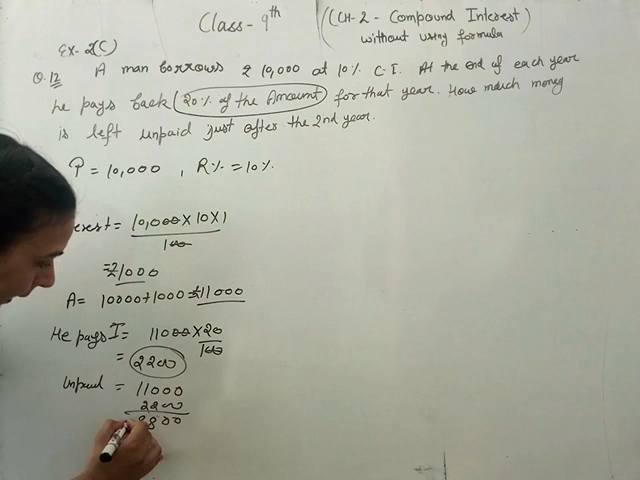 Class - 9th
(CH-2 - Compound Interest)
without using formula
Ex-2(C)
Q.12 A man borrows ₹ 10,000 at 10% C.I. At the end of each year
he pays back 20% of the Amount for that year. How much money
is left unpaid just after the 2nd year.
P = 10,000 , R% = 10%.
erest = 10,000 X 10 X 1
100
= ₹ 1000
A = 10000 + 1000 = ₹ 11000
He pays I = 11000 X 20
100
= 2200
Unpaid = 11000
2200
8800